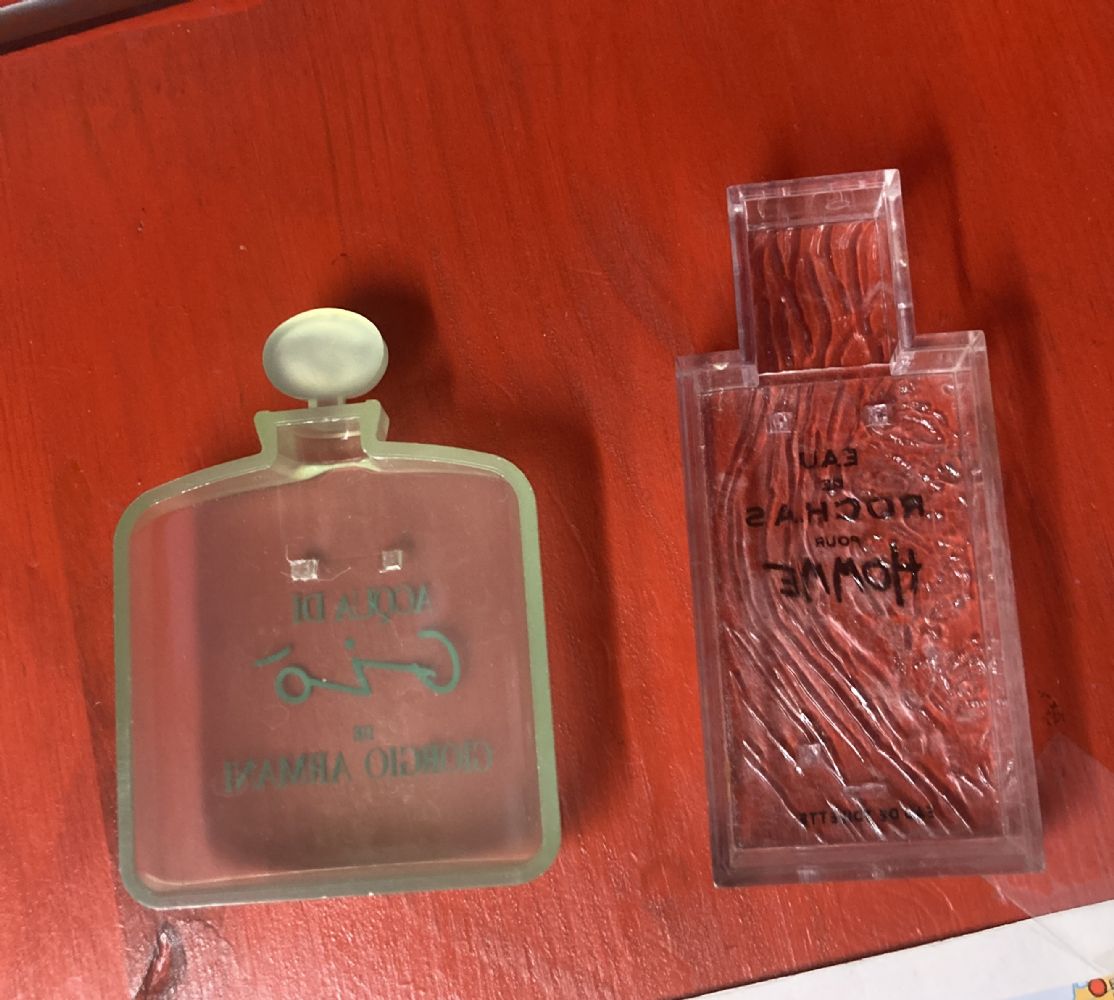 ACQUA DI
Giò
DE
GIORGIO ARMANI
EAU
DE
ROCHAS
POUR
HOMME
EAU DE TOILETTE